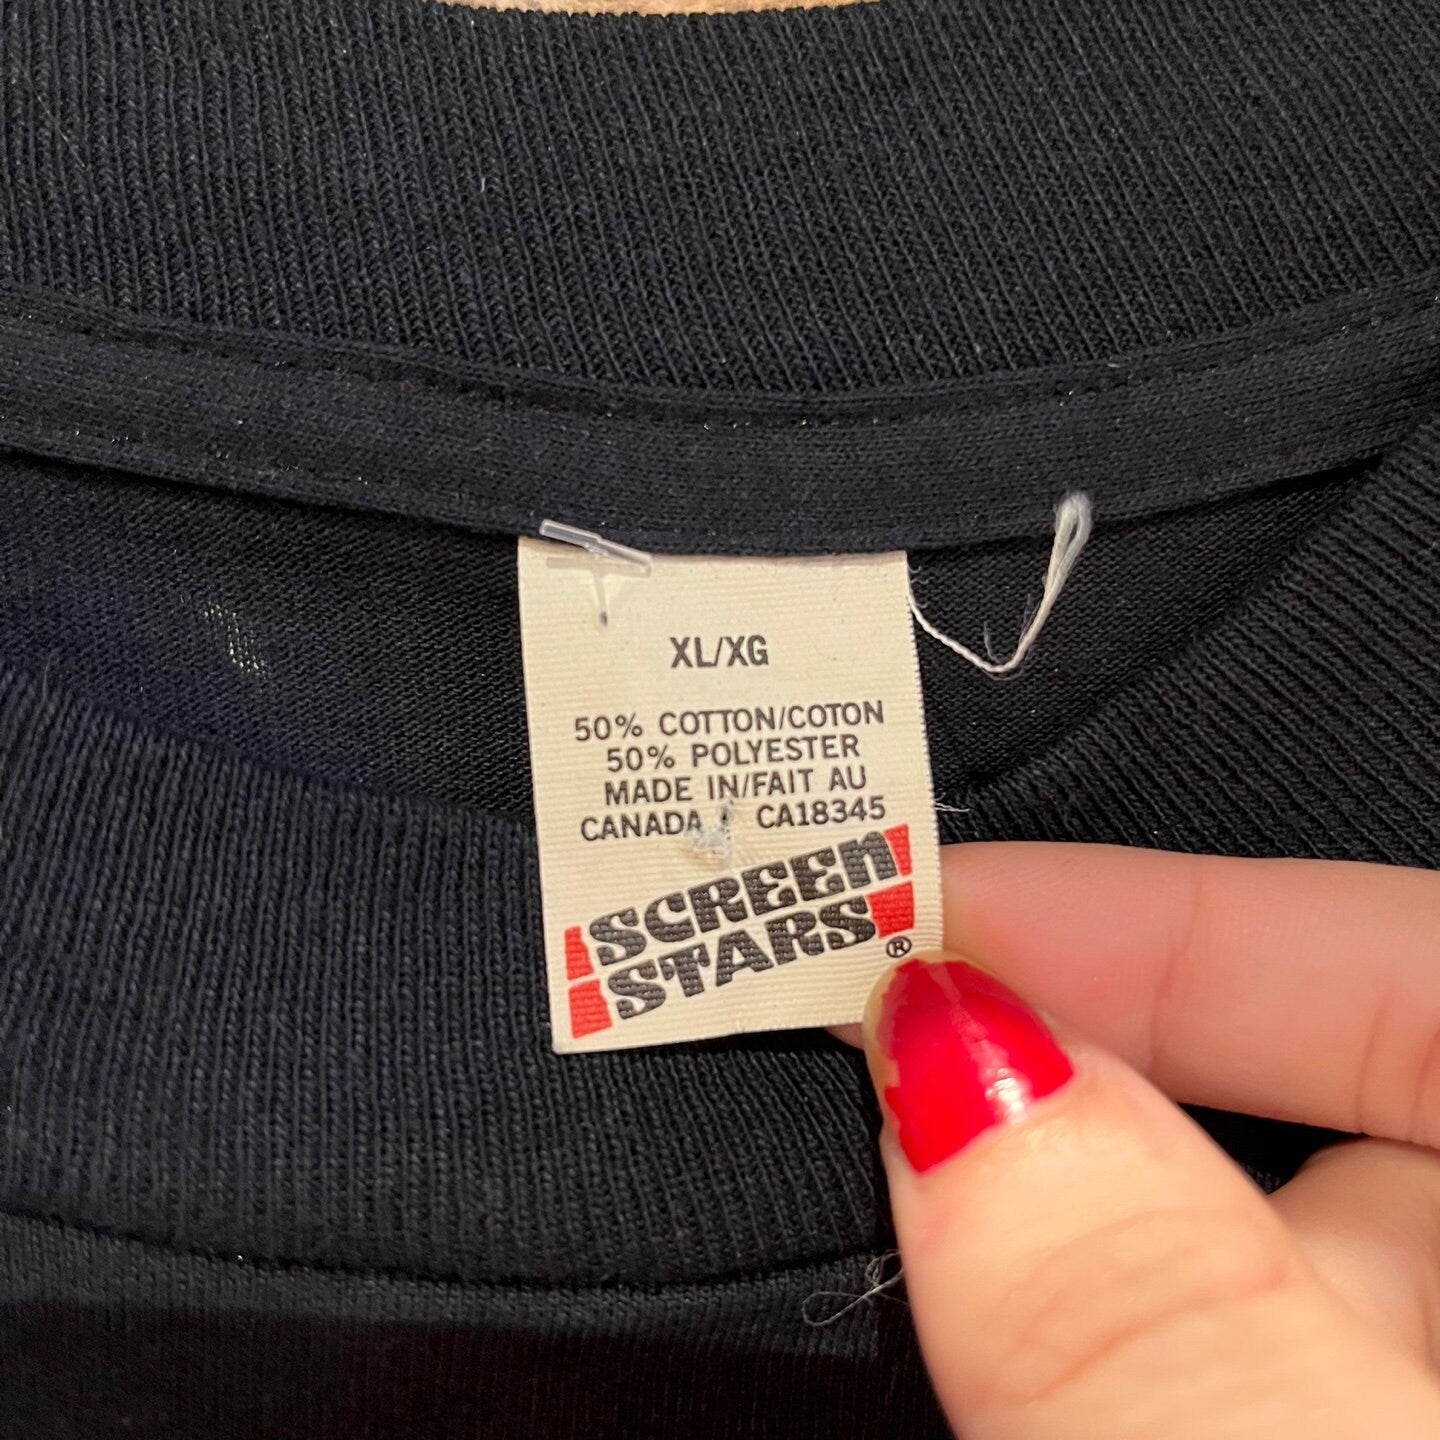 XL/XG
50% COTTON/COTON
50% POLYESTER
MADE IN/FAIT AU
CANADA CA18345
SCREEN
STARS®